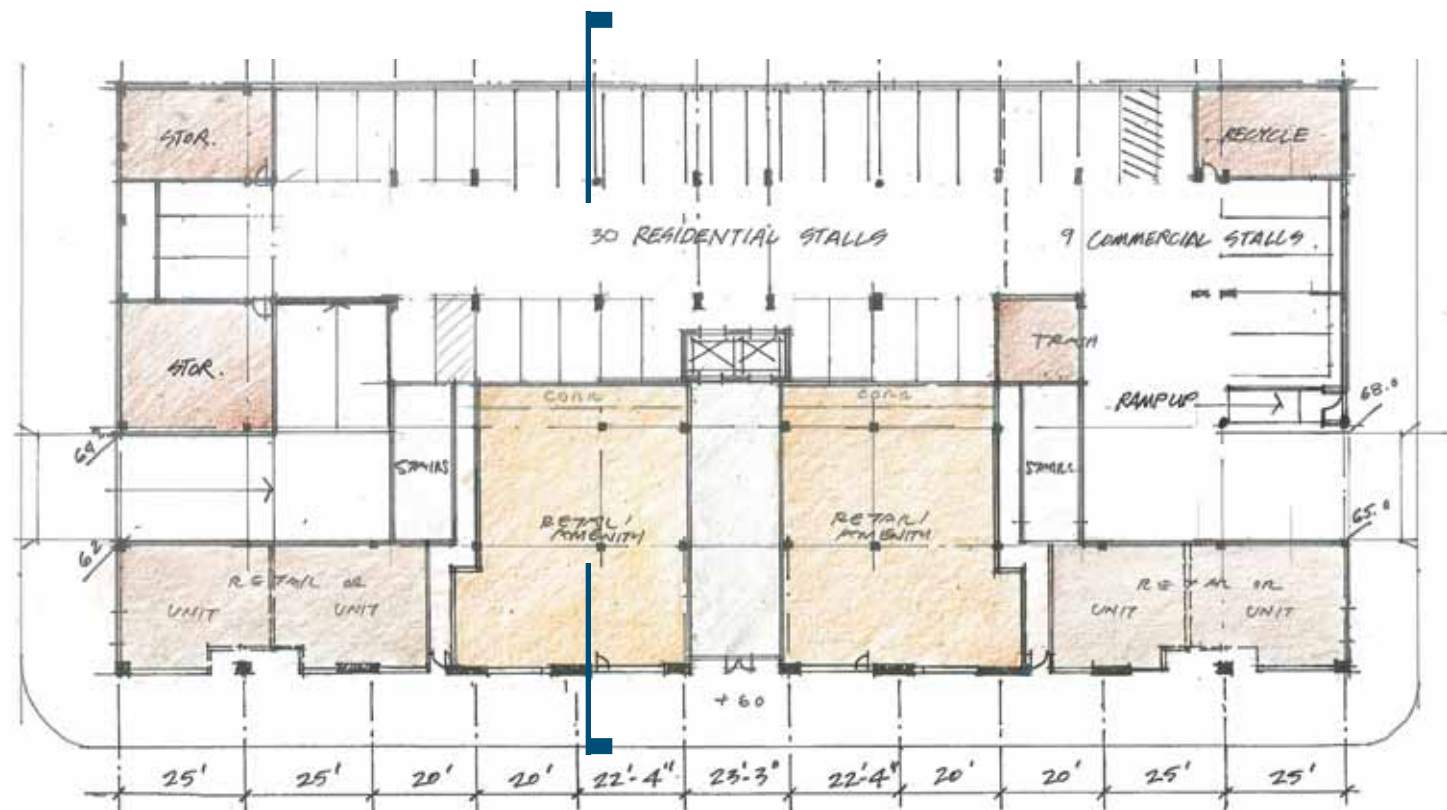 STOR.
RECYCLE
30 RESIDENTIAL STALLS
9 COMMERCIAL STALLS
TRASH
STOR.
CORR
CORR
RAMP UP
68.0
64
STAIRS
STAIRS
RETAIL/
AMENITY
RETAIL/
AMENITY
65.0
62
RETAIL OR
UNIT
UNIT
RETAIL OR
UNIT
UNIT
+60
25' 25' 20' 20' 22'-4" 23'-3" 22'-4" 20' 20' 25' 25'